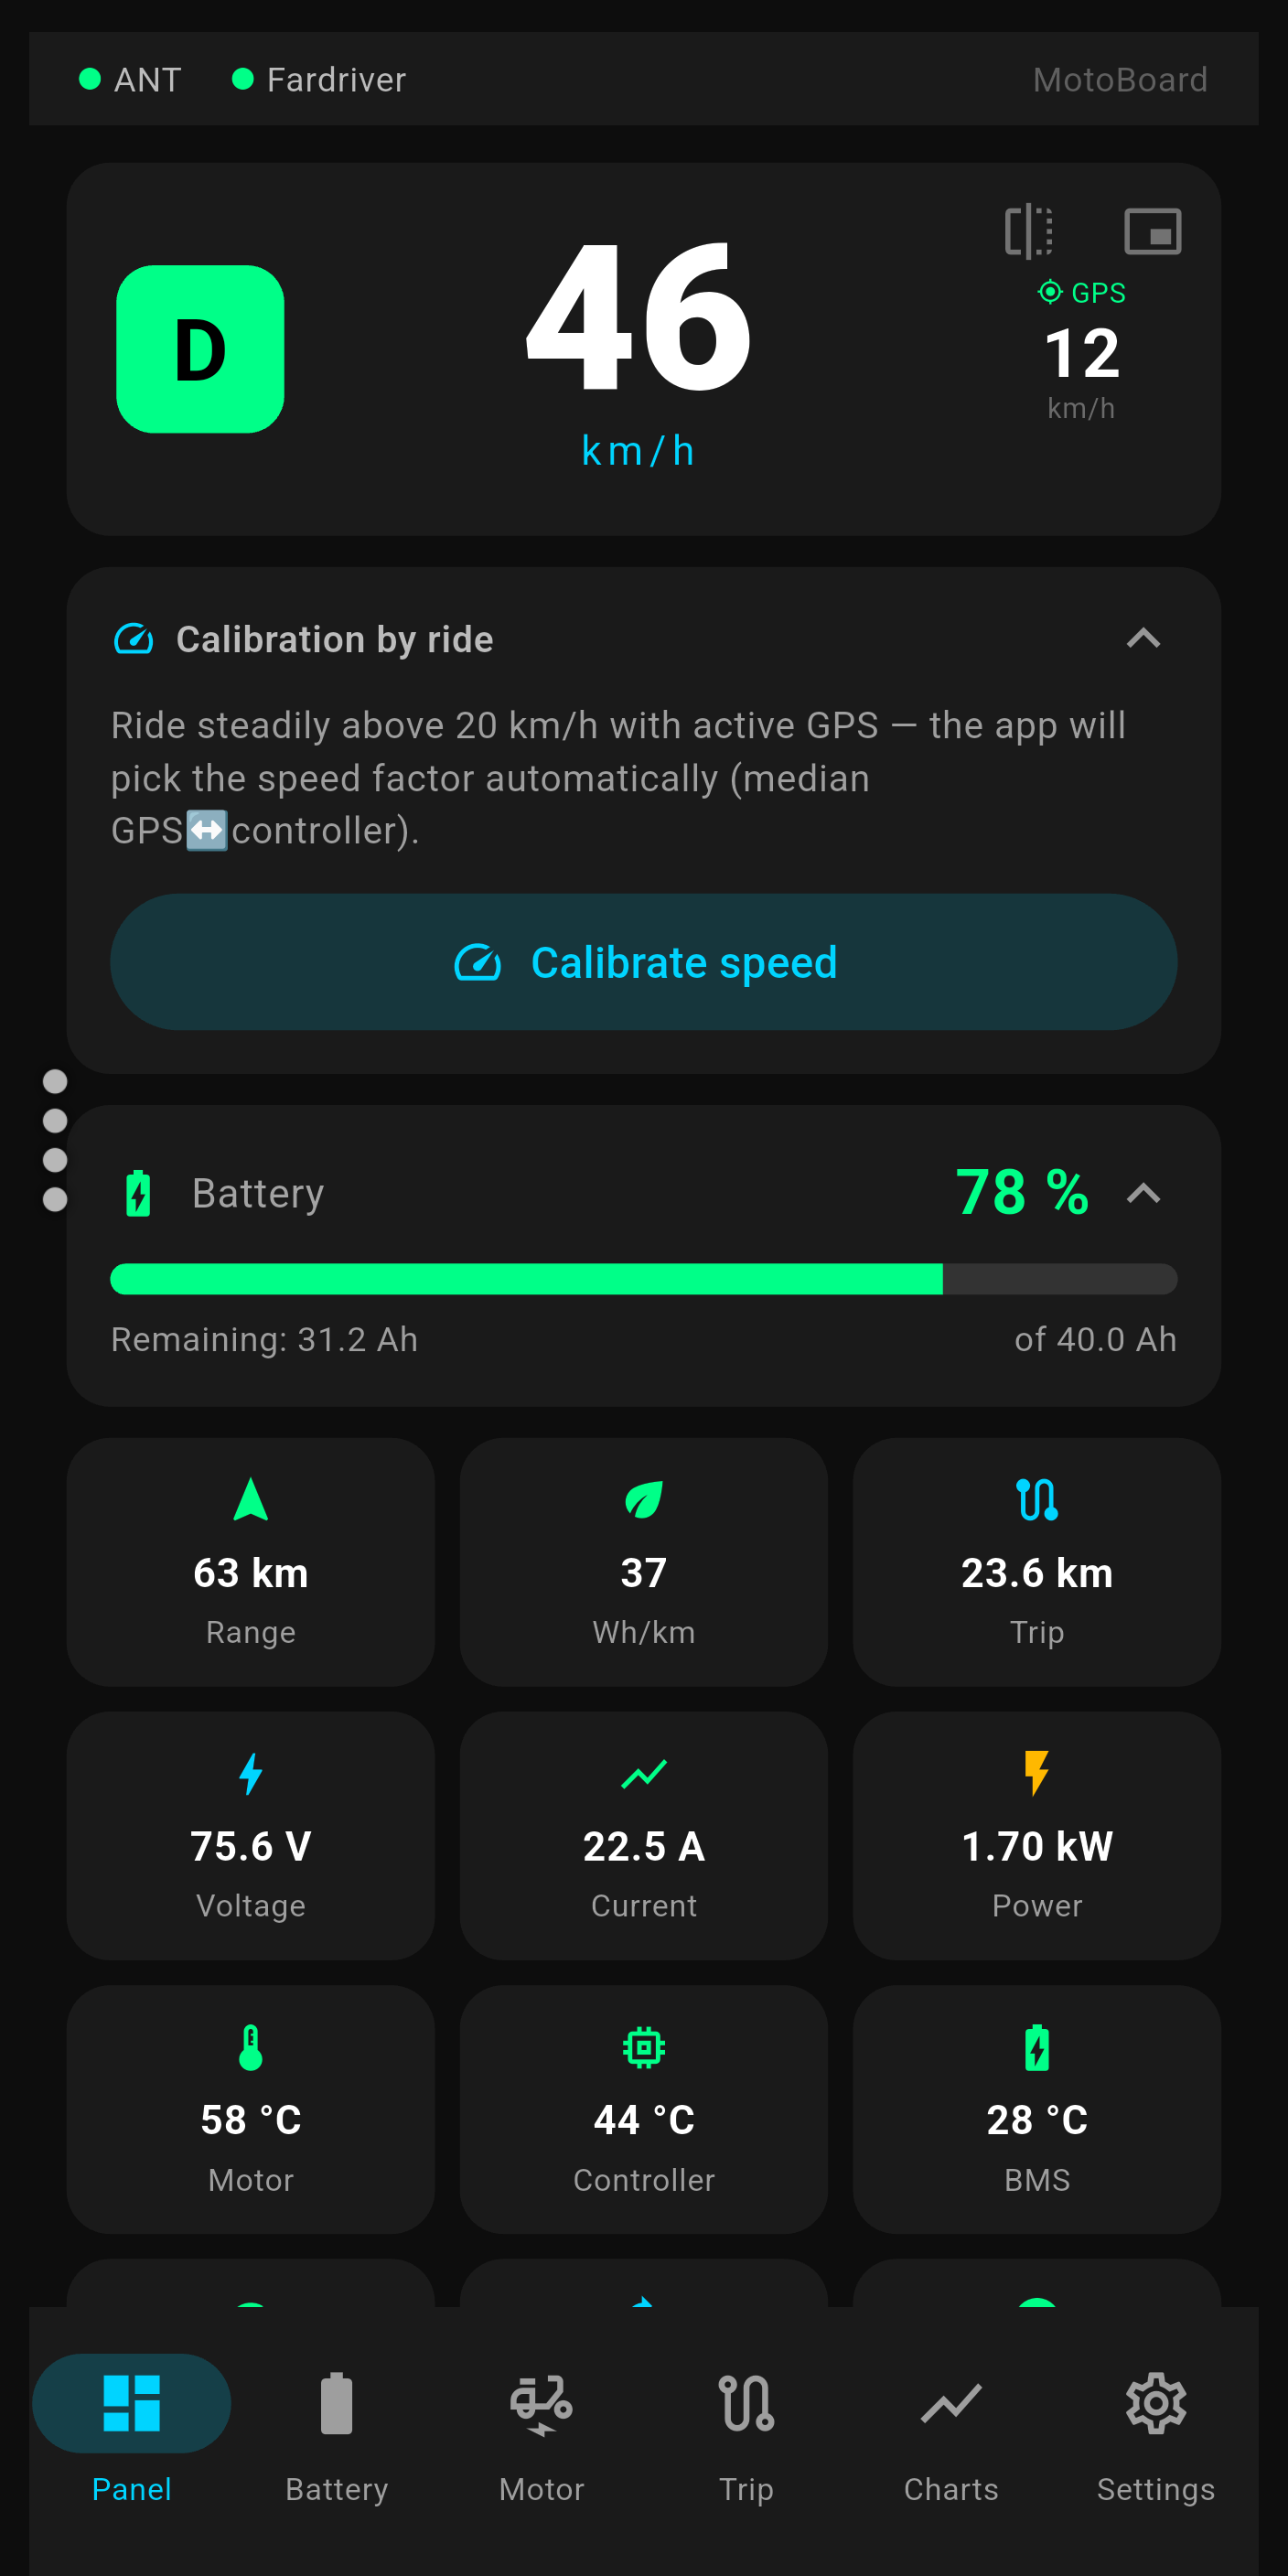 ANT Fardriver MotoBoard
D
46
km/h
GPS
12
km/h
Calibration by ride
Ride steadily above 20 km/h with active GPS — the app will
pick the speed factor automatically (median
GPS↔️controller).
Calibrate speed
Battery 78 %
Remaining: 31.2 Ah of 40.0 Ah
63 km 37 23.6 km
Range Wh/km Trip
75.6 V 22.5 A 1.70 kW
Voltage Current Power
58 °C 44 °C 28 °C
Motor Controller BMS
Panel Battery Motor Trip Charts Settings